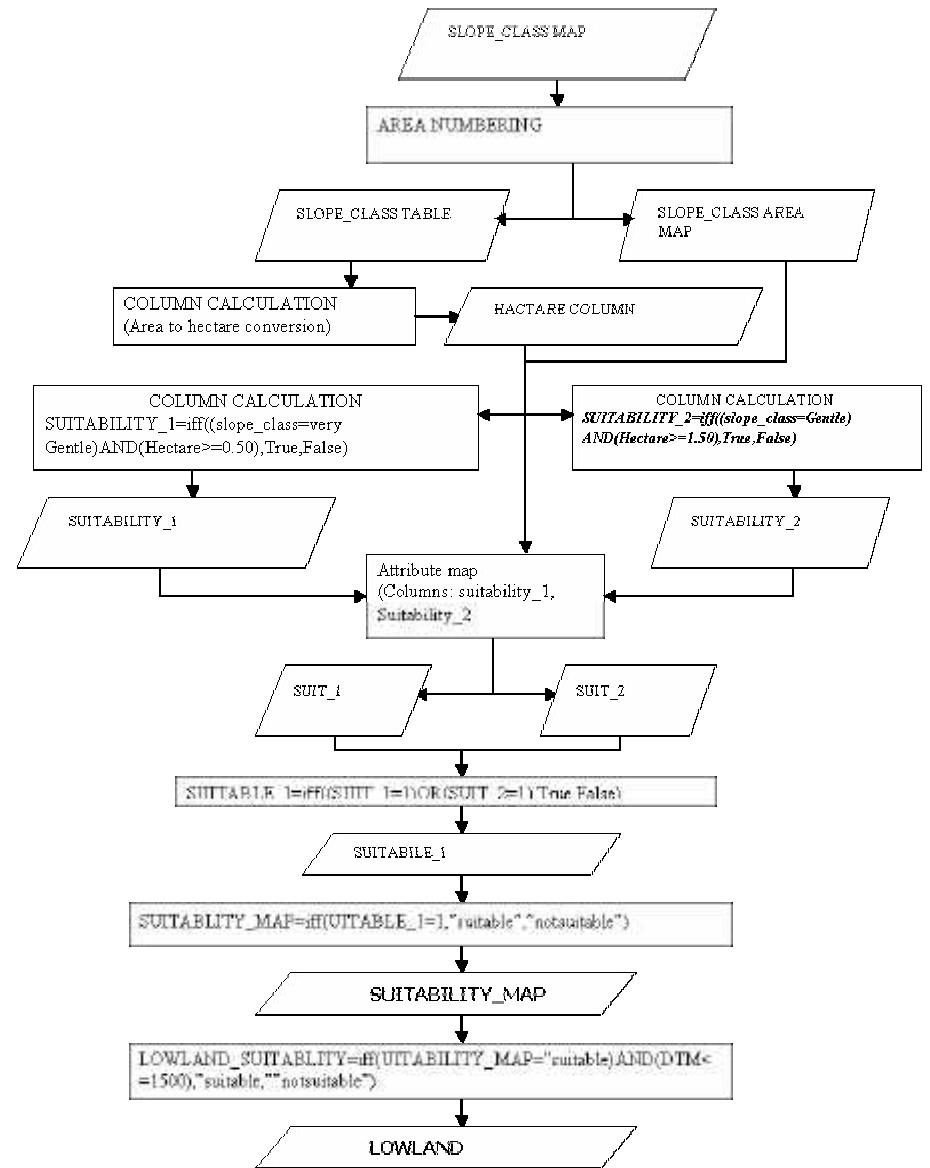 SLOPE_CLASS MAP
AREA NUMBERING
SLOPE_CLASS TABLE
SLOPE_CLASS AREA
MAP
COLUMN CALCULATION
(Area to hectare conversion)
HACTARE COLUMN
COLUMN CALCULATION
SUITABILITY_1=iff((slope_class=very
Gentle)AND(Hectare>=0.50),True,False)
COLUMN CALCULATION
SUITABILITY_2=iff((slope_class=Gentle)
AND(Hectare>=1.50),True,False)
SUITABILITY_1
SUITABILITY_2
Attribute map
(Columns: suitability_1,
Suitability_2
SUIT_1
SUIT_2
SUITABLE_1=iff((SUIT_1=1)OR(SUIT_2=1),True,False)
SUITABILE_1
SUITABLITY_MAP=iff(UITABLE_1=1,"suitable","notsuitable")
SUITABILITY_MAP
LOWLAND_SUITABLITY=iff(UITABILITY_MAP="suitable)AND(DTM<
=1500),"suitable,""notsuitable")
LOWLAND